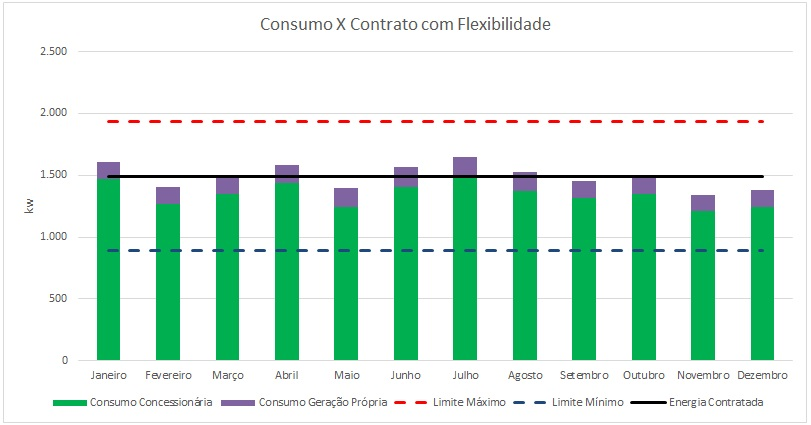 Consumo X Contrato com Flexibilidade
2.500
2.000
1.500
1.000
500
0
kw
Janeiro Fevereiro Março Abril Maio Junho Julho Agosto Setembro Outubro Novembro Dezembro
Consumo Concessionária Consumo Geração Própria Limite Máximo Limite Mínimo Energia Contratada